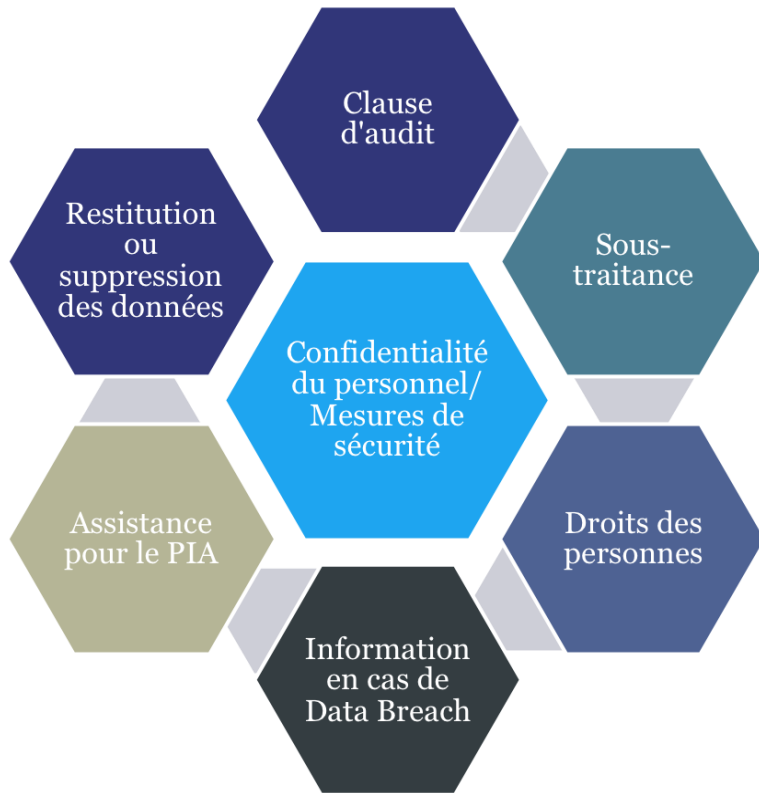 Clause
d'audit
Sous-
traitance
Droits des
personnes
Information
en cas de
Data Breach
Assistance
pour le PIA
Restitution
ou
suppression
des données
Confidentialité
du personnel/
Mesures de
sécurité